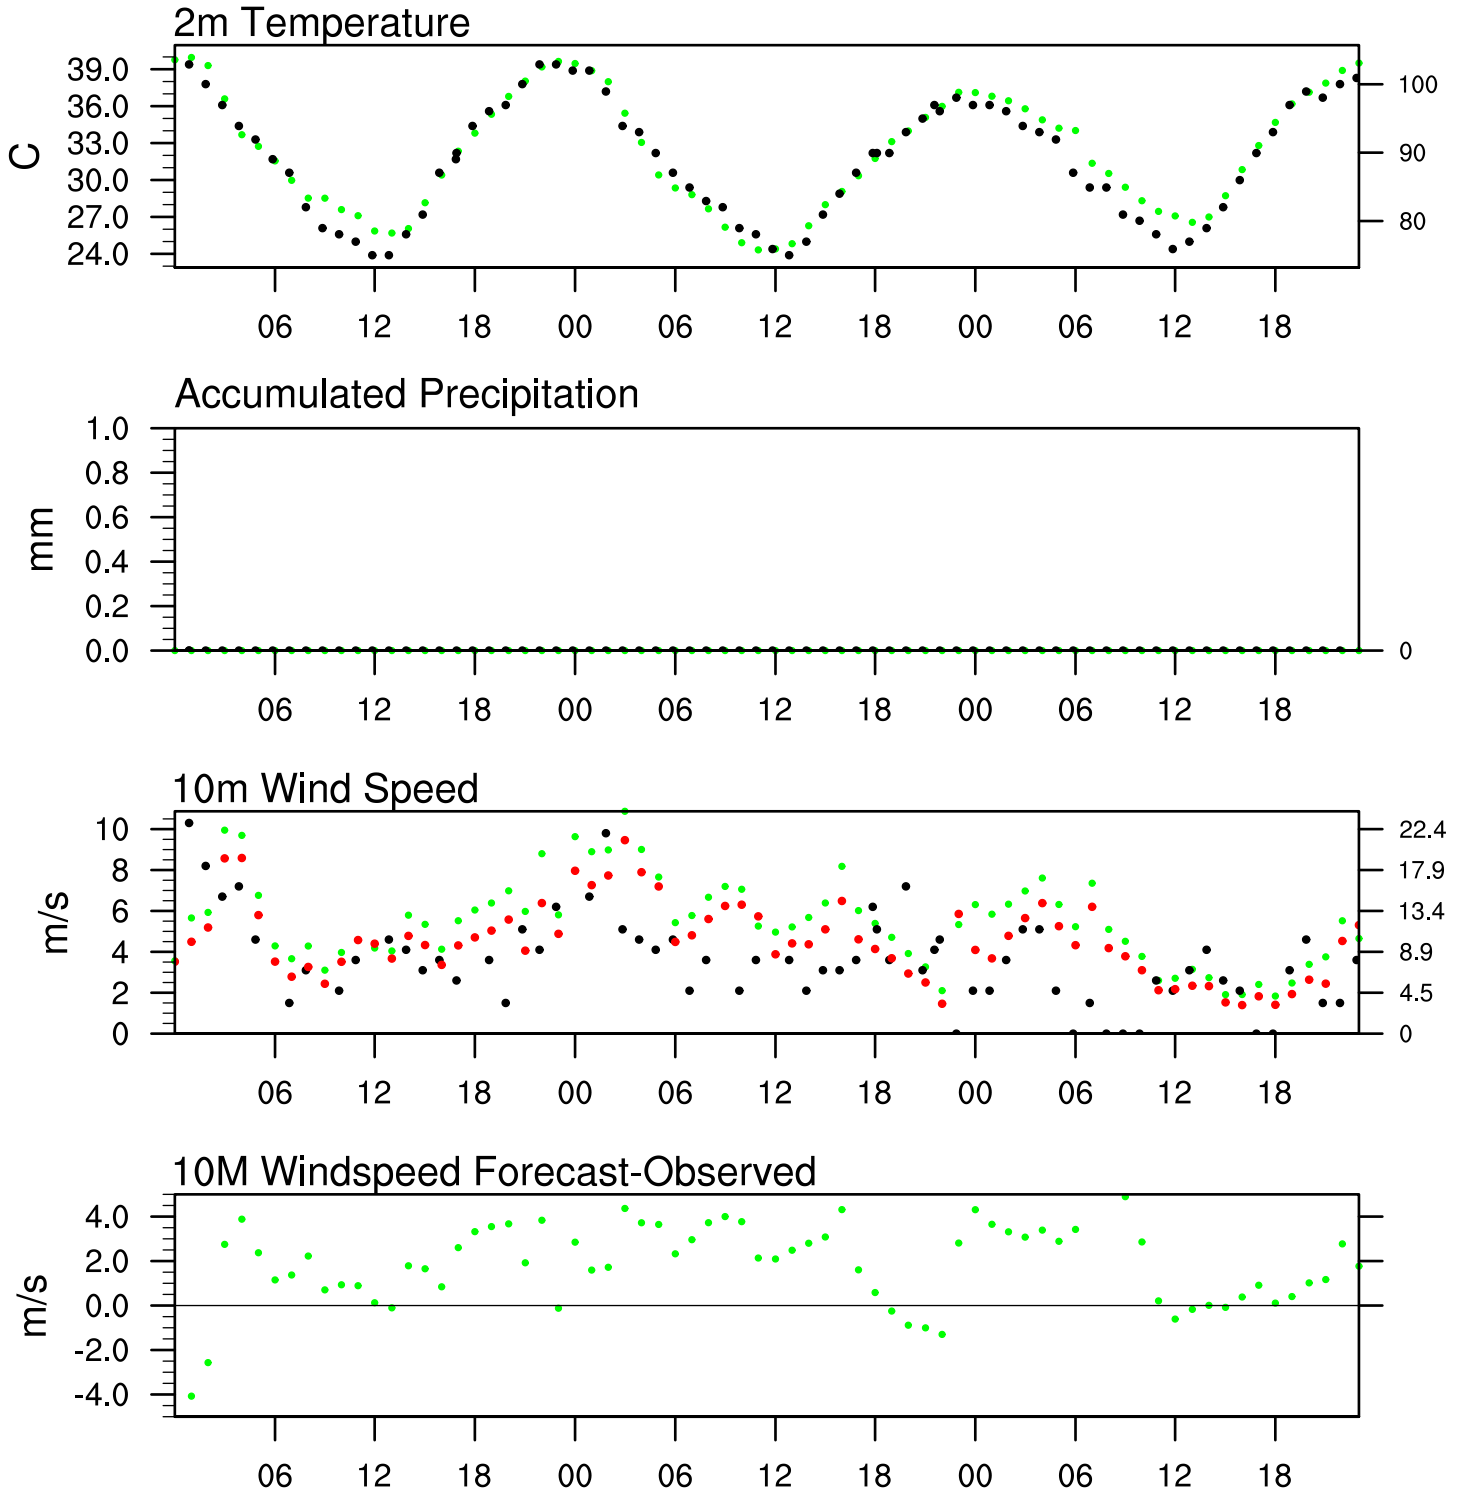 2m Temperature
39.0
36.0
33.0
30.0
27.0
24.0
C
100
90
80
06 12 18 00 06 12 18 00 06 12 18
Accumulated Precipitation
1.0
0.8
0.6
0.4
0.2
0.0
mm
0
06 12 18 00 06 12 18 00 06 12 18
10m Wind Speed
10
8
6
4
2
0
m/s
22.4
17.9
13.4
8.9
4.5
0
06 12 18 00 06 12 18 00 06 12 18
10M Windspeed Forecast-Observed
4.0
2.0
0.0
-2.0
-4.0
m/s
06 12 18 00 06 12 18 00 06 12 18